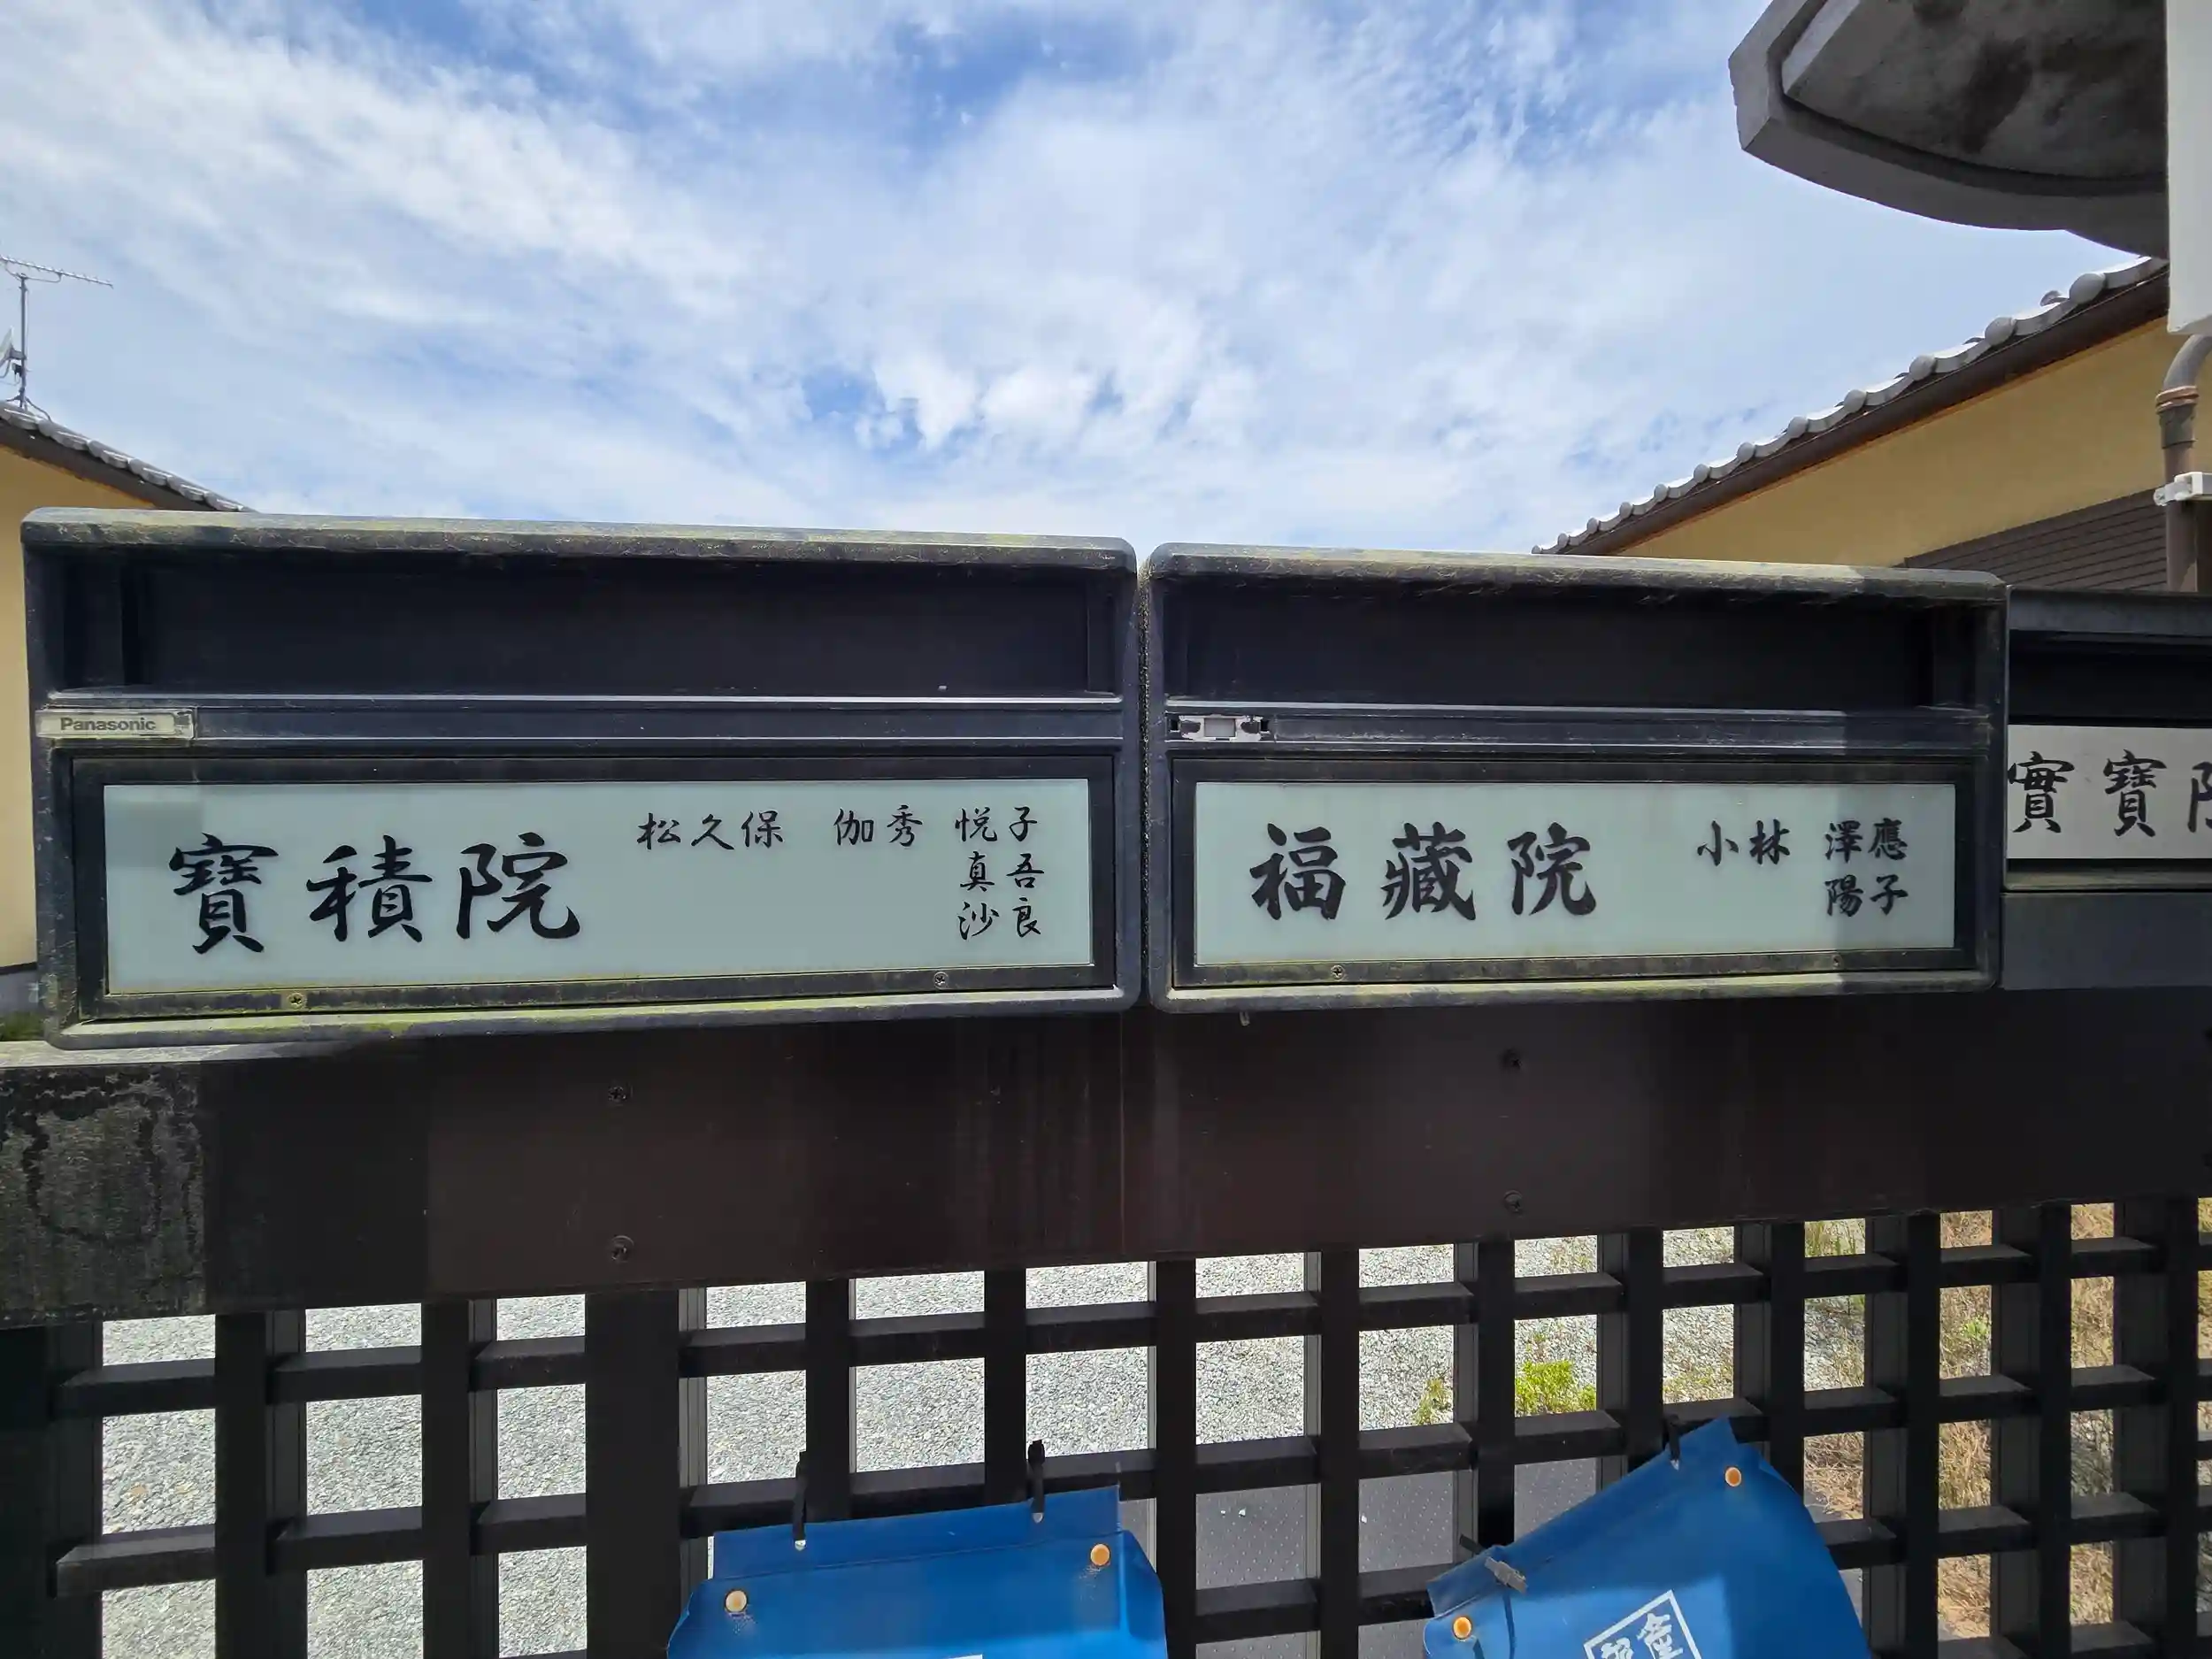 Panasonic
寶積院 松久保 伽秀 悦子
真吾
沙良
福藏院 小林 澤應
陽子
實寶